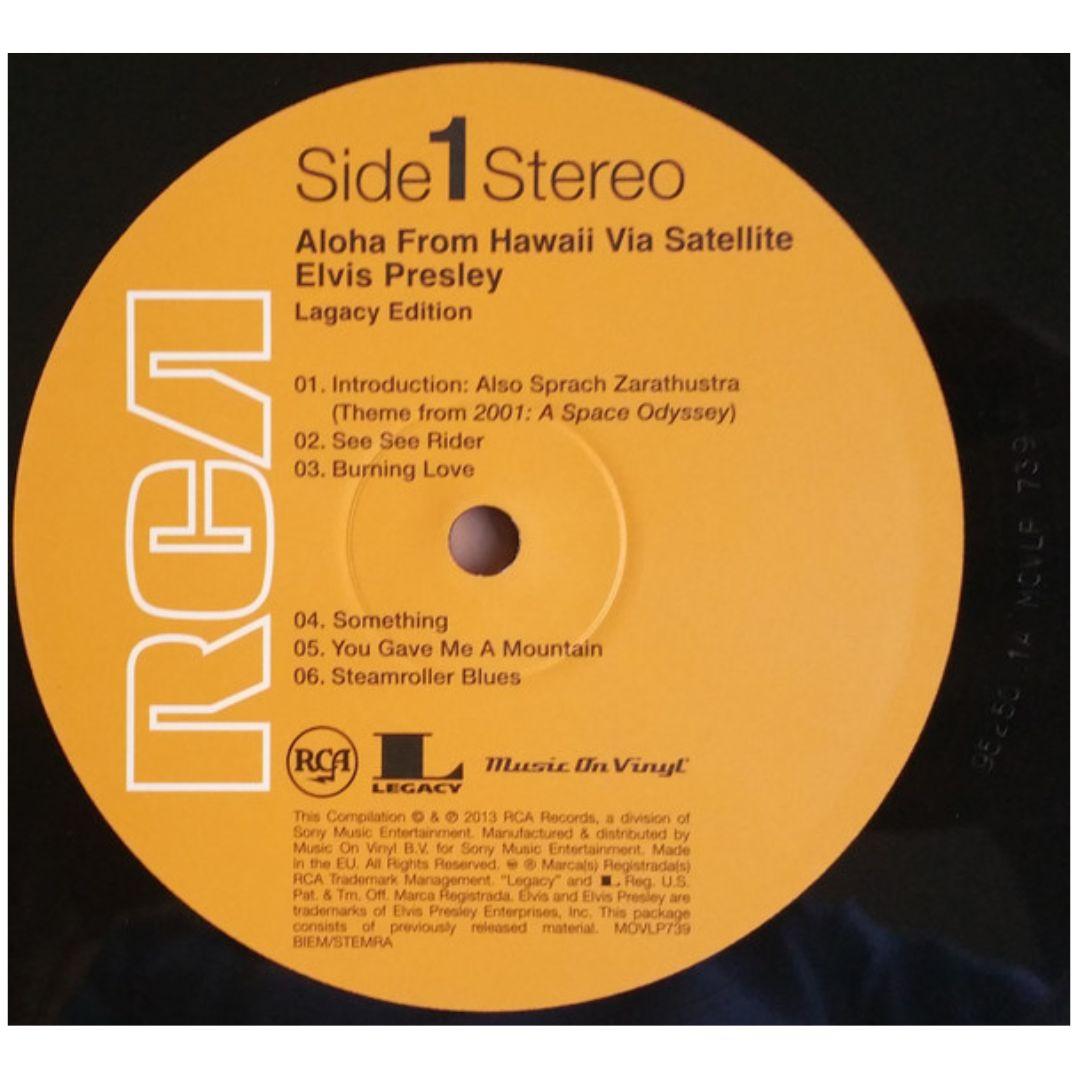 Side 1 Stereo
Aloha From Hawaii Via Satellite
Elvis Presley
Lagacy Edition
RCA
01. Introduction: Also Sprach Zarathustra
(Theme from 2001: A Space Odyssey)
02. See See Rider
03. Burning Love
04. Something
05. You Gave Me A Mountain
06. Steamroller Blues
RCA
L
LEGACY
Music On Vinyl
This Compilation © & ℗ 2013 RCA Records, a division of
Sony Music Entertainment. Manufactured & distributed by
Music On Vinyl B.V. for Sony Music Entertainment. Made
in the EU. All Rights Reserved. ® Marca(s) Registrada(s)
RCA Trademark Management. "Legacy" and L Reg. U.S.
Pat. & Tm. Off. Marca Registrada. Elvis and Elvis Presley are
trademarks of Elvis Presley Enterprises, Inc. This package
consists of previously released material. MOVLP739
BIEM/STEMRA
1A MOVLP 739